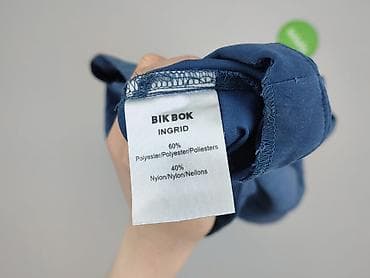 BIK BOK
INGRID
60%
Polyester/Polyester/Poliesters
40%
Nylon/Nylon/Neilons